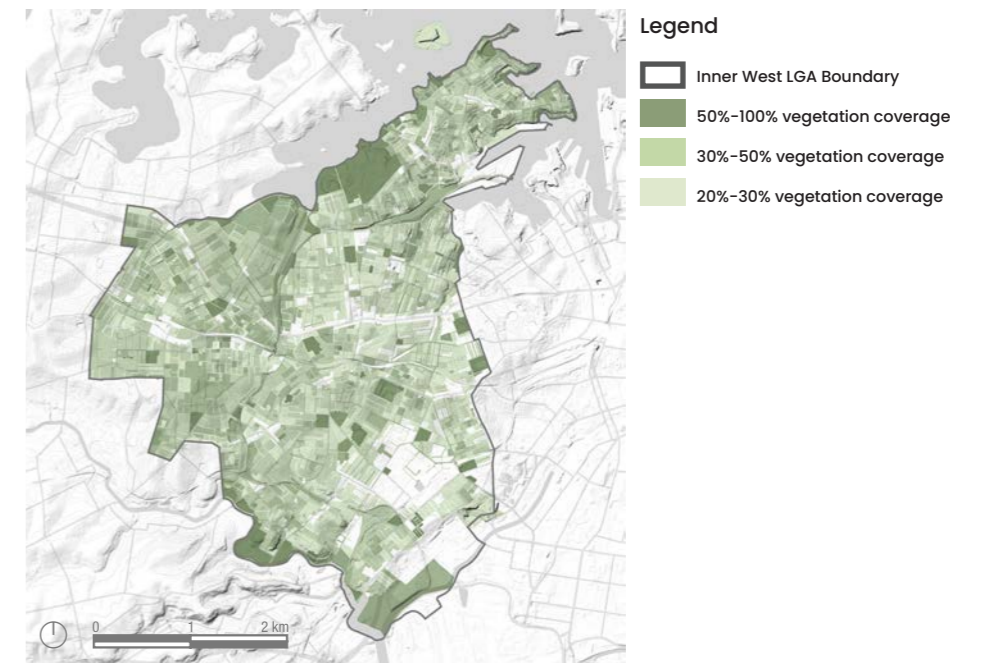 Legend
Inner West LGA Boundary
50%-100% vegetation coverage
30%-50% vegetation coverage
20%-30% vegetation coverage
0 1 2 km